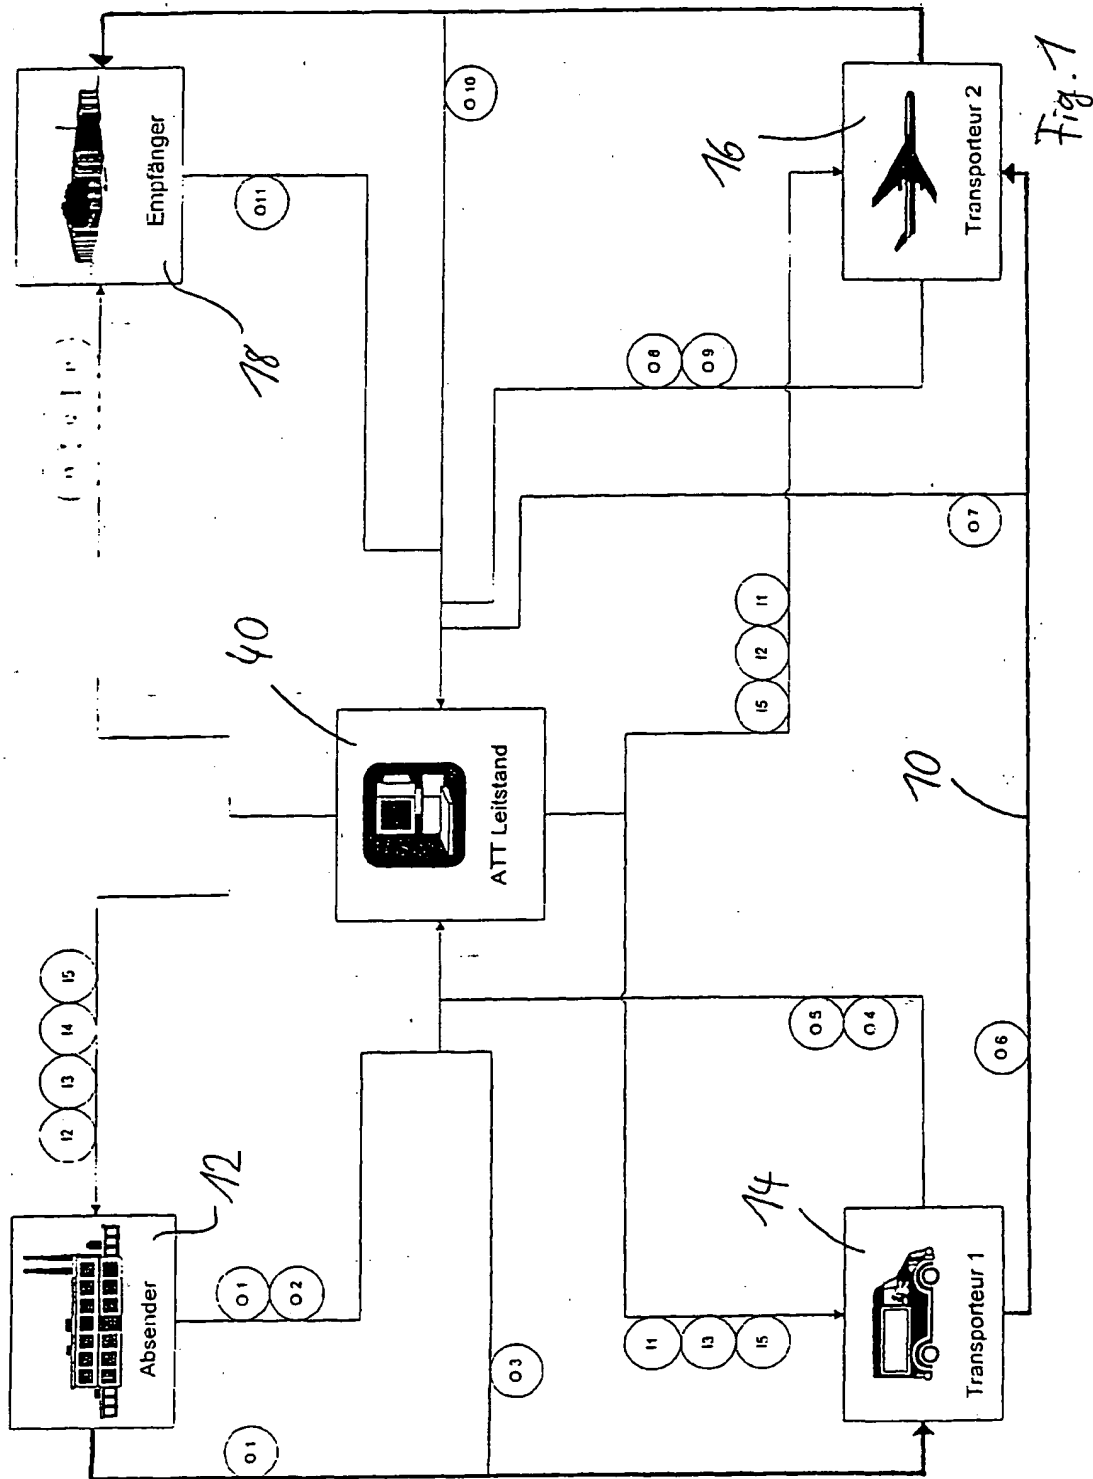 Absender
12
O 1
O 1
O 2
O 3
I2
I3
I4
I5
Empfänger
18
O11
O 10
ATT Leitstand
40
Transporteur 1
14
I1
I3
I5
O 5
O 4
O 6
10
I5
I2
I1
O 8
O 9
O 7
Transporteur 2
16
Fig. 1